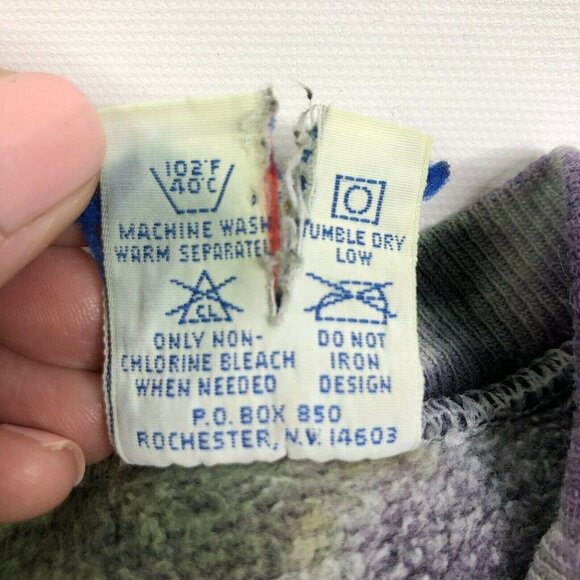 102°F
40°C
MACHINE WASH
WARM SEPARATELY
CL
ONLY NON-
CHLORINE BLEACH
WHEN NEEDED
TUMBLE DRY
LOW
DO NOT
IRON
DESIGN
P.O. BOX 850
ROCHESTER, N.Y. 14603